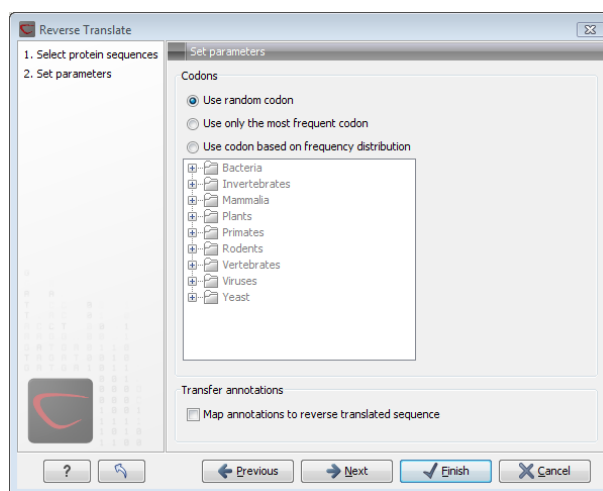 Reverse Translate
1. Select protein sequences
2. Set parameters
Set parameters
Codons
Use random codon
Use only the most frequent codon
Use codon based on frequency distribution
Bacteria
Invertebrates
Mammalia
Plants
Primates
Rodents
Vertebrates
Viruses
Yeast
Transfer annotations
Map annotations to reverse translated sequence
? Previous Next Finish Cancel